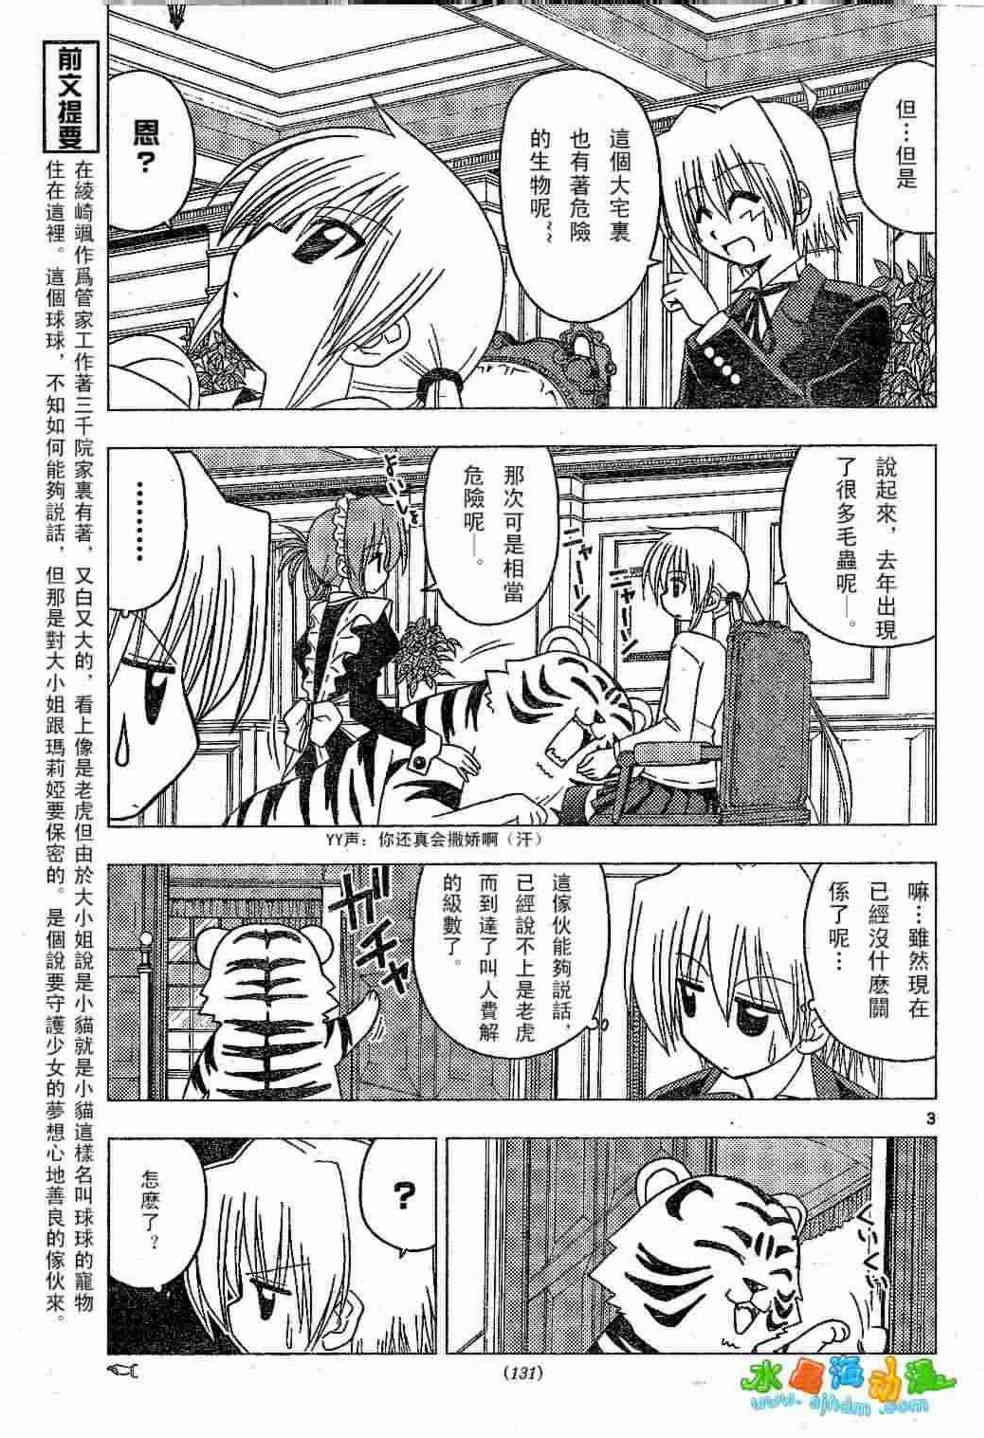 前文提要
在綾崎颯作爲管家工作著三千院家裏有著，又白又大的，看上像是老虎但由於大小姐說是小貓就是小貓這樣名叫球球的寵物
住在這裡。這個球球，不知如何能夠説話，但那是對大小姐跟瑪莉婭要保密的。是個說要守護少女的夢想心地善良的傢伙來。
但…但是
這個大宅裏
也有著危險
的生物呢~~
恩？
說起來，去年出現
了很多毛蟲呢—。
那次可是相當
危險呢—。
ニャー
ニャー
………
YY声：你还真会撒娇啊（汗）
嘛…雖然現在
已經沒什麽關
係了呢…
這傢伙能夠説話，
已經說不上是老虎
而到達了叫人費解
的級數了。
ガチャ
3
くいくい
？
怎麽了？
(131)
水晶海动漫
www.sjhdm.com